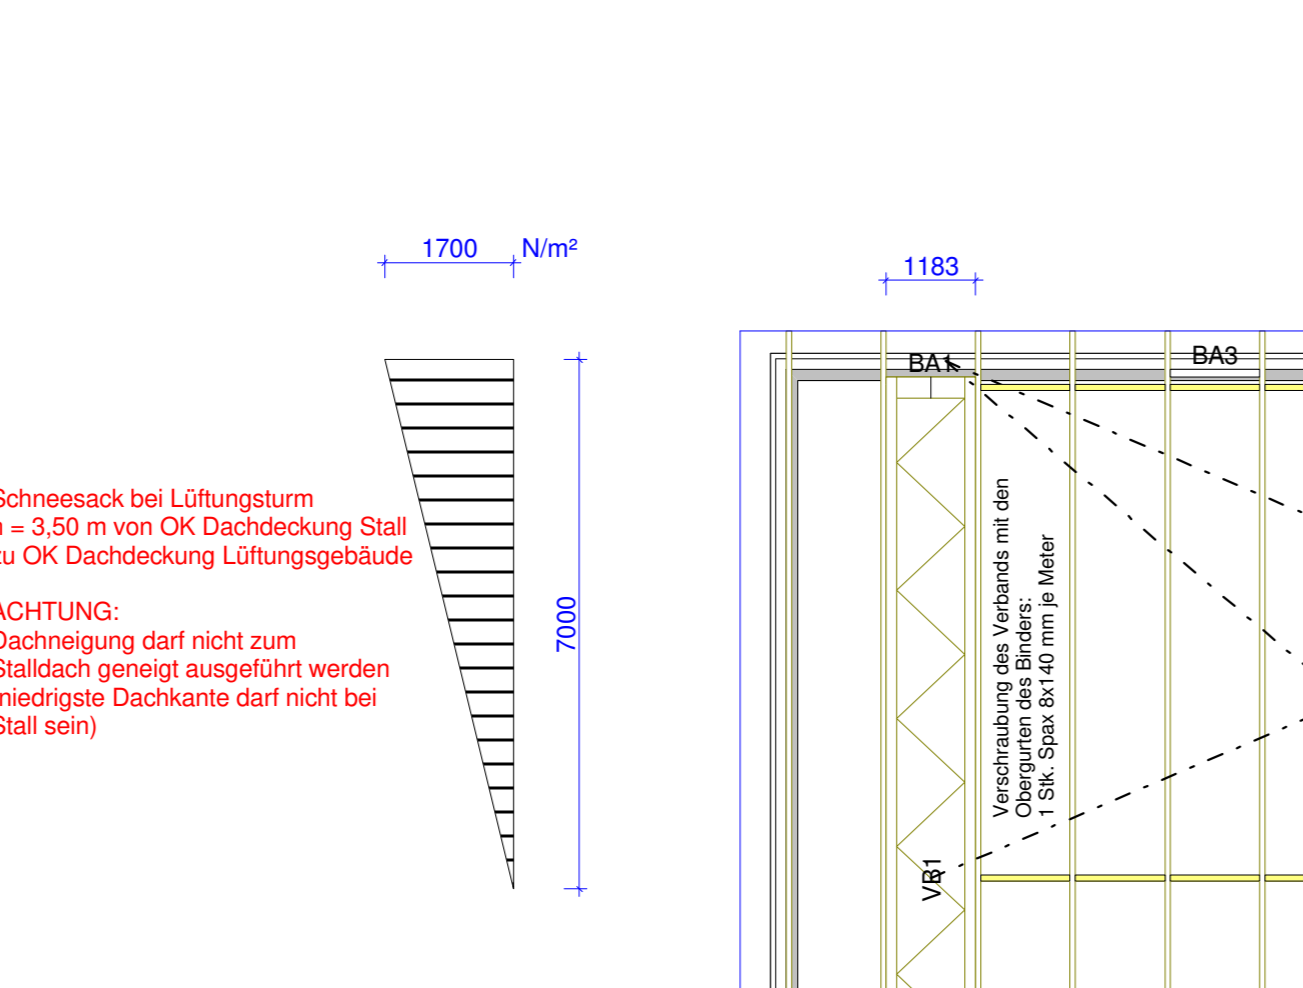 1700 N/m²
1183
BA1
BA3
Schneesack bei Lüftungsturm
= 3,50 m von OK Dachdeckung Stall
zu OK Dachdeckung Lüftungsgebäude
ACHTUNG:
Dachneigung darf nicht zum
Stalldach geneigt ausgeführt werden
niedrigste Dachkante darf nicht bei
Stall sein)
7000
Verschraubung des Verbands mit den
Obergurten des Binders:
1 Stk. Spax 8x140 mm je Meter
VB1